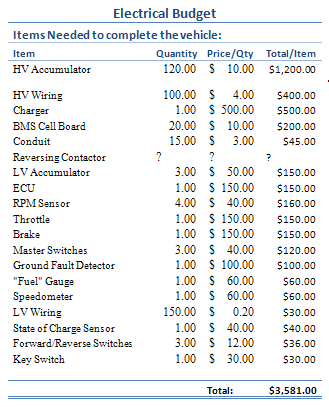 Electrical Budget
Items Needed to complete the vehicle:
Item Quantity Price/Qty Total/Item
HV Accumulator 120.00 $ 10.00 $1,200.00
HV Wiring 100.00 $ 4.00 $400.00
Charger 1.00 $ 500.00 $500.00
BMS Cell Board 20.00 $ 10.00 $200.00
Conduit 15.00 $ 3.00 $45.00
Reversing Contactor ? ? ?
LV Accumulator 3.00 $ 50.00 $150.00
ECU 1.00 $ 150.00 $150.00
RPM Sensor 4.00 $ 40.00 $160.00
Throttle 1.00 $ 150.00 $150.00
Brake 1.00 $ 150.00 $150.00
Master Switches 3.00 $ 40.00 $120.00
Ground Fault Detector 1.00 $ 100.00 $100.00
"Fuel" Gauge 1.00 $ 60.00 $60.00
Speedometer 1.00 $ 60.00 $60.00
LV Wiring 150.00 $ 0.20 $30.00
State of Charge Sensor 1.00 $ 40.00 $40.00
Forward/Reverse Switches 3.00 $ 12.00 $36.00
Key Switch 1.00 $ 30.00 $30.00
Total: $3,581.00